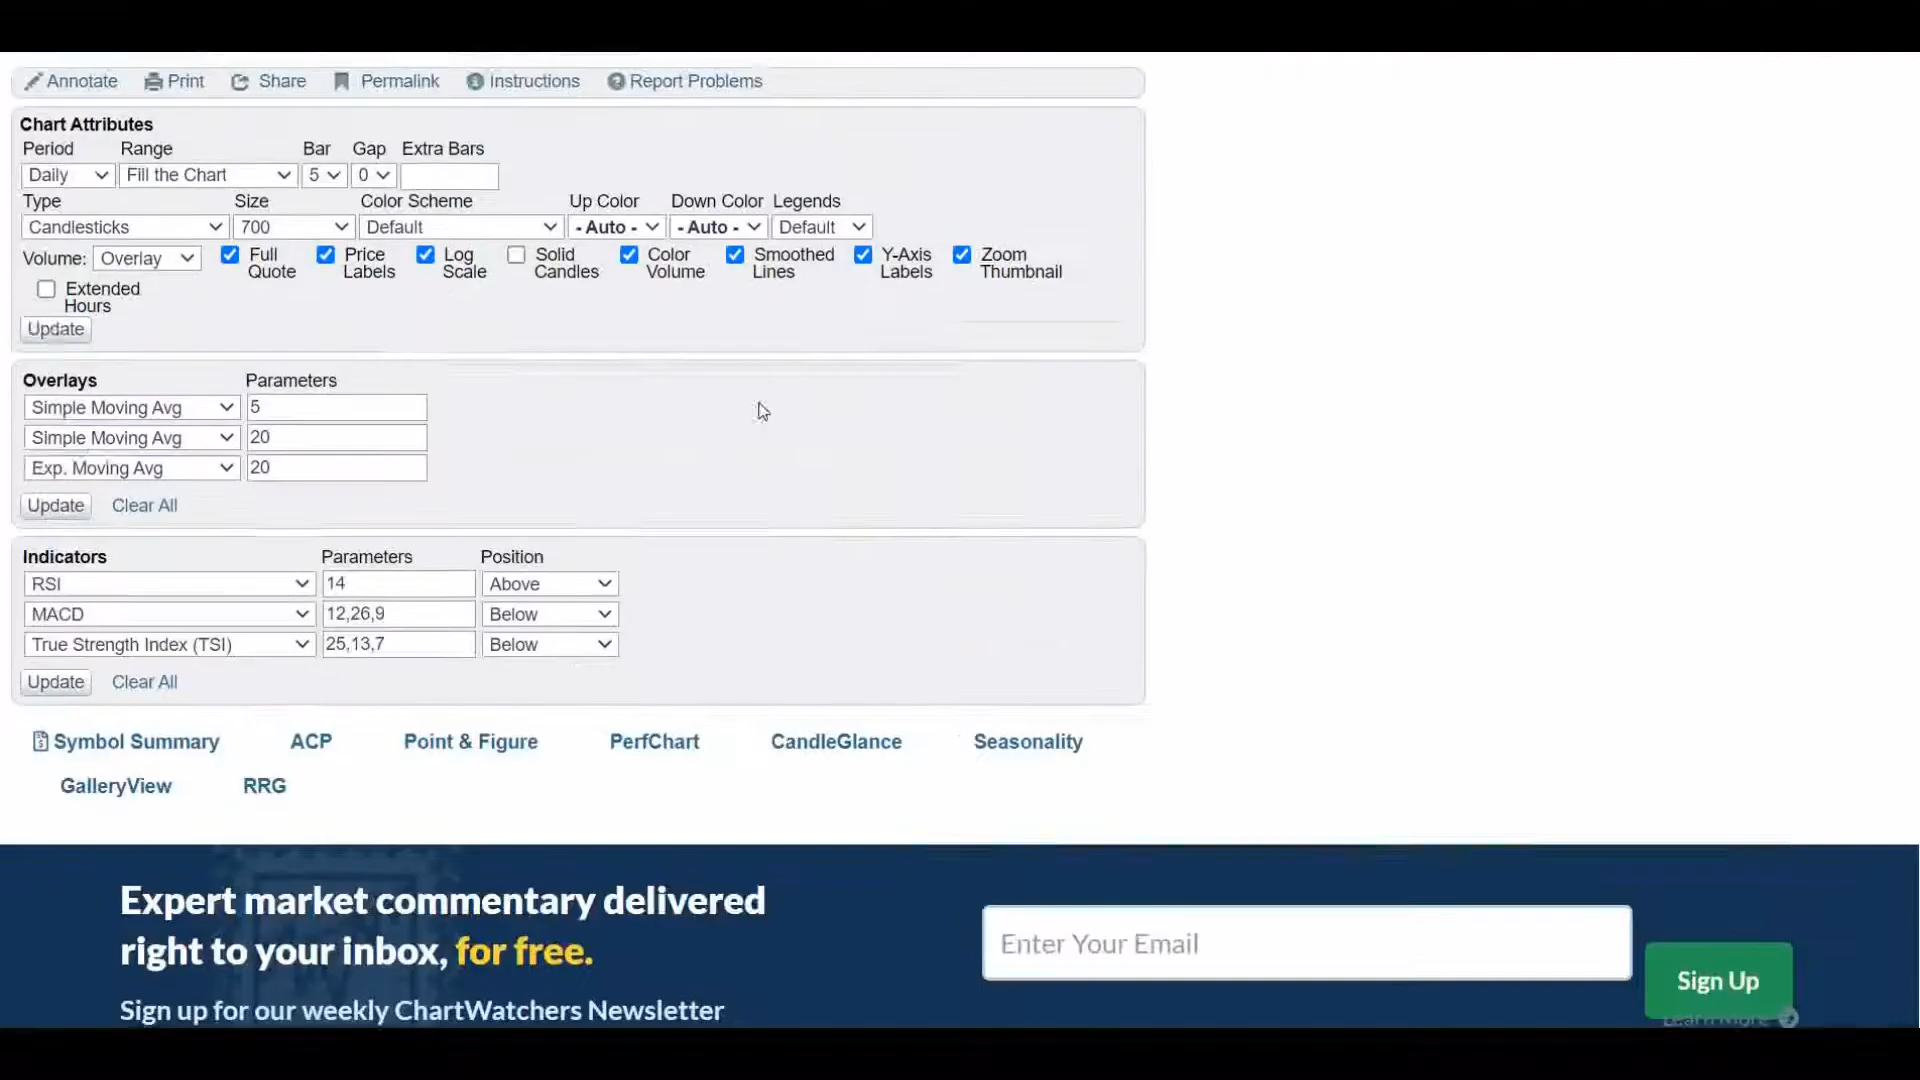 Annotate Print Share Permalink Instructions Report Problems
Chart Attributes
Period Range Bar Gap Extra Bars
Daily Fill the Chart 5 0
Type Size Color Scheme Up Color Down Color Legends
Candlesticks 700 Default - Auto - - Auto - Default
Volume: Overlay Full Quote Price Labels Log Scale Solid Candles Color Volume Smoothed Lines Y-Axis Labels Zoom Thumbnail
Extended
Hours
Update
Overlays Parameters
Simple Moving Avg 5
Simple Moving Avg 20
Exp. Moving Avg 20
Update Clear All
Indicators Parameters Position
RSI 14 Above
MACD 12,26,9 Below
True Strength Index (TSI) 25,13,7 Below
Update Clear All
Symbol Summary ACP Point & Figure PerfChart CandleGlance Seasonality
GalleryView RRG
Expert market commentary delivered
right to your inbox, for free.
Enter Your Email
Sign Up
Sign up for our weekly ChartWatchers Newsletter
Learn More